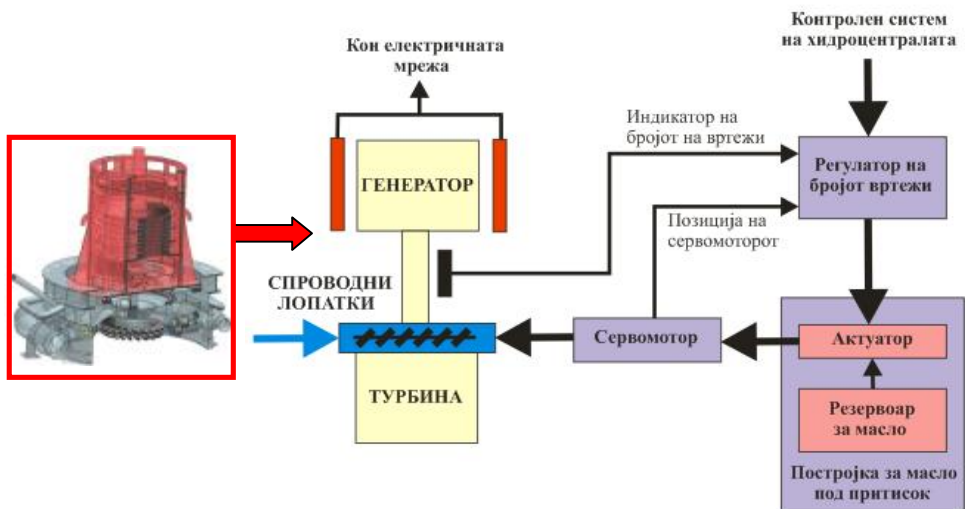 Контролен систем
на хидроцентралата
Кон електричната
мрежа
Индикатор на
бројот на вртежи
Регулатор на
бројот вртежи
ГЕНЕРАТОР
Позиција на
сервомоторот
СПРОВОДНИ
ЛОПАТКИ
Сервомотор
Актуатор
ТУРБИНА
Резервоар
за масло
Постројка за масло
под притисок